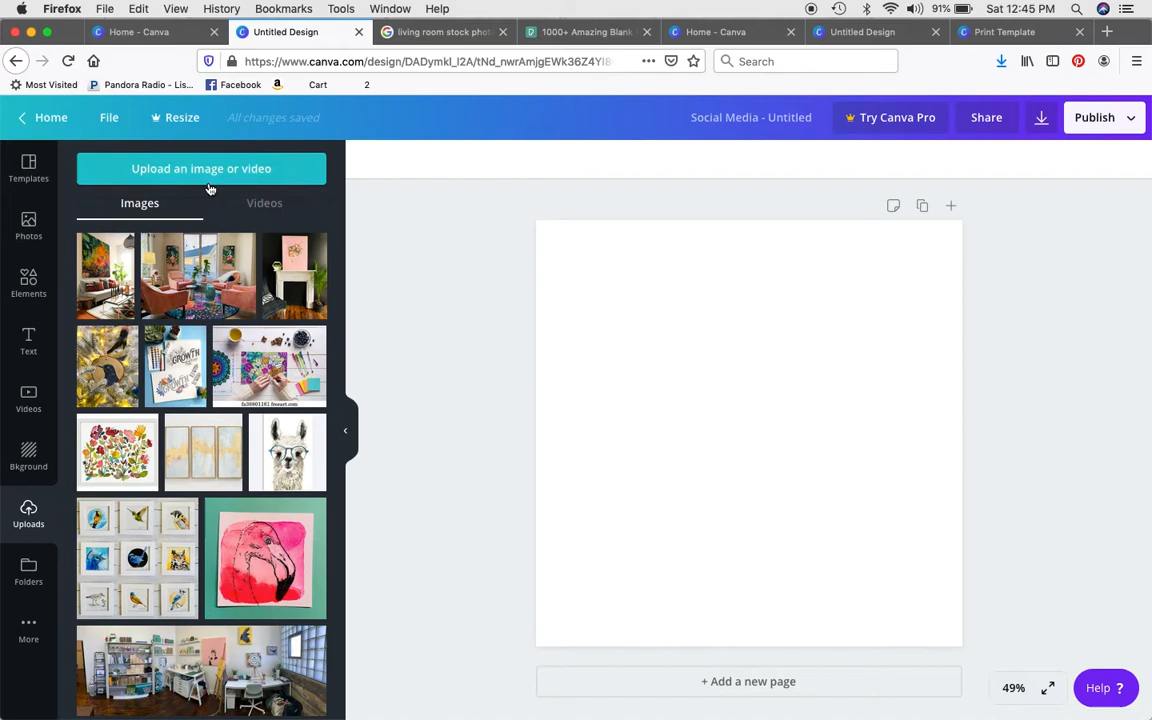 Firefox File Edit View History Bookmarks Tools Window Help 91% Sat 12:45 PM
Home - Canva Untitled Design living room stock phot 1000+ Amazing Blank Home - Canva Untitled Design Print Template
https://www.canva.com/design/DADymkl_l2A/tNd_nwrAmjgEWk36Z4YI8 Search
Most Visited Pandora Radio - Lis... Facebook Cart 2
Home File Resize All changes saved Social Media - Untitled Try Canva Pro Share Publish
Upload an image or video
Templates
Images Videos
Photos
Elements
Text
GROWTH
GROWTH
Videos
Bkground
Uploads
Folders
More
+ Add a new page
49% Help ?